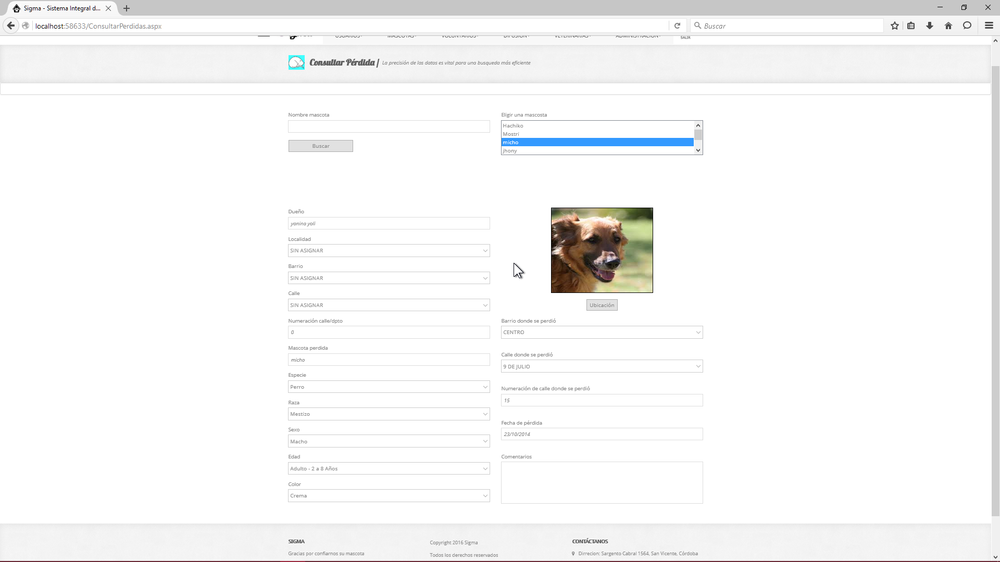 Sigma - Sistema Integral d...
localhost:58633/ConsultarPerdidas.aspx
Buscar
USUARIOS
MASCOTAS
VOLUNTARIOS
DIFUSIÓN
VETERINARIAS
ADMINISTRACIÓN
SALIR
Consultar Pérdida / La precisión de los datos es vital para una busqueda más eficiente
Nombre mascota
Buscar
Eligir una mascosta
Hachiko
Mostri
micho
jhony
Dueño
yanina yoli
Localidad
SIN ASIGNAR
Barrio
SIN ASIGNAR
Calle
SIN ASIGNAR
Numeración calle/dpto
0
Mascota perdida
micho
Especie
Perro
Raza
Mestizo
Sexo
Macho
Edad
Adulto - 2 a 8 Años
Color
Crema
Ubicación
Barrio donde se perdió
CENTRO
Calle donde se perdió
9 DE JULIO
Numeración de calle donde se perdió
15
Fecha de pérdida
23/10/2014
Comentarios
SIGMA
Gracias por confiarnos su mascota
Copyright 2016 Sigma
Todos los derechos reservados
CONTÁCTANOS
Dirrecion: Sargento Cabral 1564, San Vicente, Córdoba